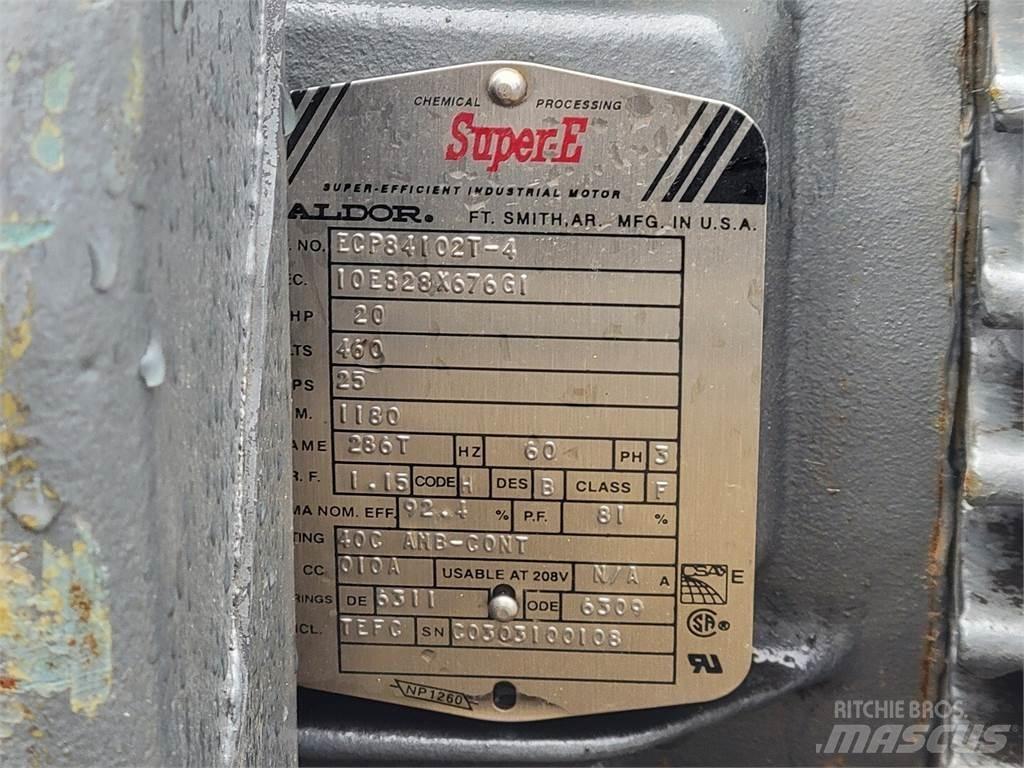 CHEMICAL PROCESSING
Super-E
SUPER-EFFICIENT INDUSTRIAL MOTOR
ALDOR. FT. SMITH, AR. MFG. IN U.S.A.
. NO. ECP84102T-4
C. 10E828X676G1
HP 20
LTS 460
PS 25
M. 1180
AME 286T HZ 60 PH 3
R. F. 1.15 CODE H DES B CLASS F
MA NOM. EFF. 92.4 % P.F. 81 %
TING 40C AMB-CONT
CC 010A USABLE AT 208V N/A A
RINGS DE 6311 ODE 6309
NCL. TEFC SN C0303100108
CSA E
SA ®
NP1260
RITCHIE BROS.
MASCUS